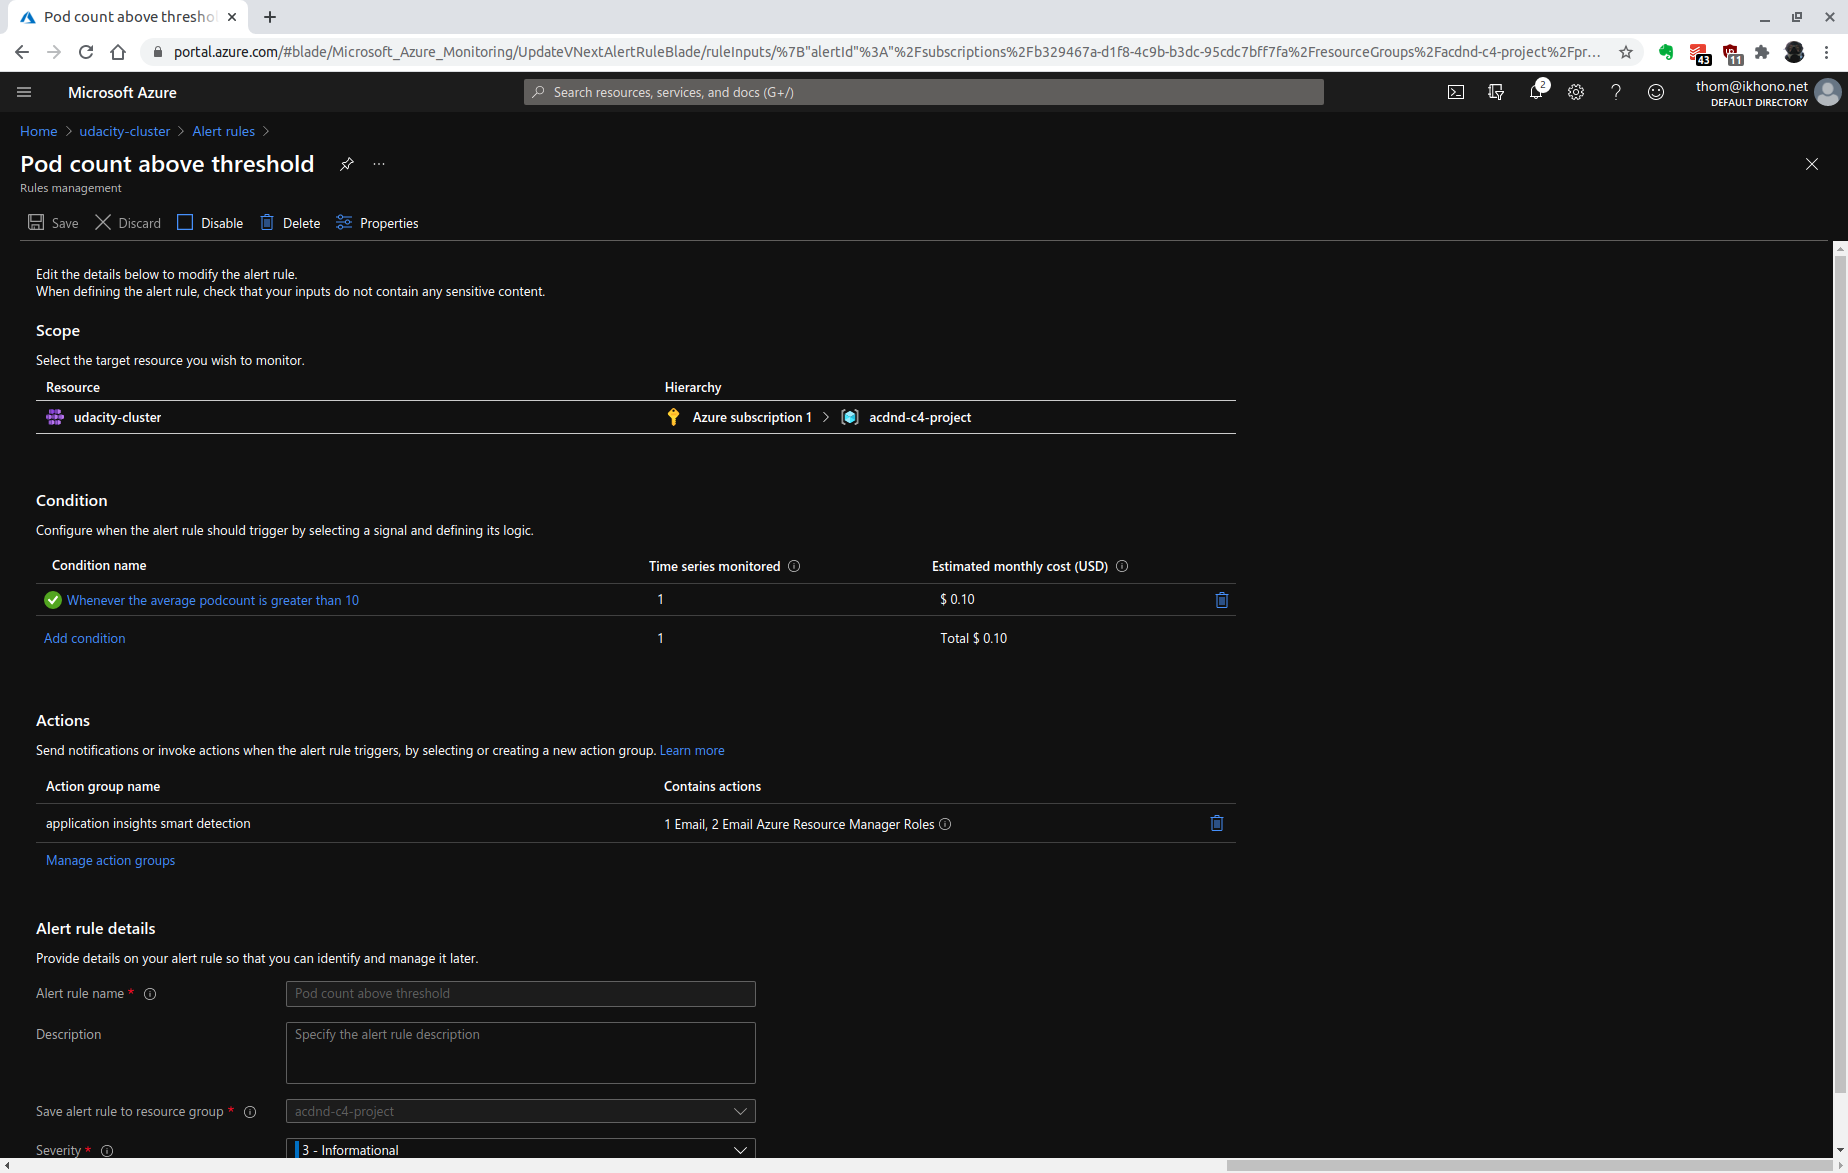 Pod count above thresho
portal.azure.com/#blade/Microsoft_Azure_Monitoring/UpdateVNextAlertRuleBlade/ruleInputs/%7B"alertId"%3A"%2Fsubscriptions%2Fb329467a-d1f8-4c9b-b3dc-95cdc7bff7fa%2FresourceGroups%2Facdnd-c4-project%2Fpr...
43
11
Microsoft Azure
Search resources, services, and docs (G+/)
2
thom@ikhono.net
DEFAULT DIRECTORY
Home > udacity-cluster > Alert rules >
Pod count above threshold
Rules management
Save Discard Disable Delete Properties
Edit the details below to modify the alert rule.
When defining the alert rule, check that your inputs do not contain any sensitive content.
Scope
Select the target resource you wish to monitor.
Resource Hierarchy
udacity-cluster Azure subscription 1 > acdnd-c4-project
Condition
Configure when the alert rule should trigger by selecting a signal and defining its logic.
Condition name Time series monitored Estimated monthly cost (USD)
Whenever the average podcount is greater than 10 1 $ 0.10
Add condition 1 Total $ 0.10
Actions
Send notifications or invoke actions when the alert rule triggers, by selecting or creating a new action group. Learn more
Action group name Contains actions
application insights smart detection 1 Email, 2 Email Azure Resource Manager Roles
Manage action groups
Alert rule details
Provide details on your alert rule so that you can identify and manage it later.
Alert rule name * Pod count above threshold
Description Specify the alert rule description
Save alert rule to resource group * acdnd-c4-project
Severity * 3 - Informational